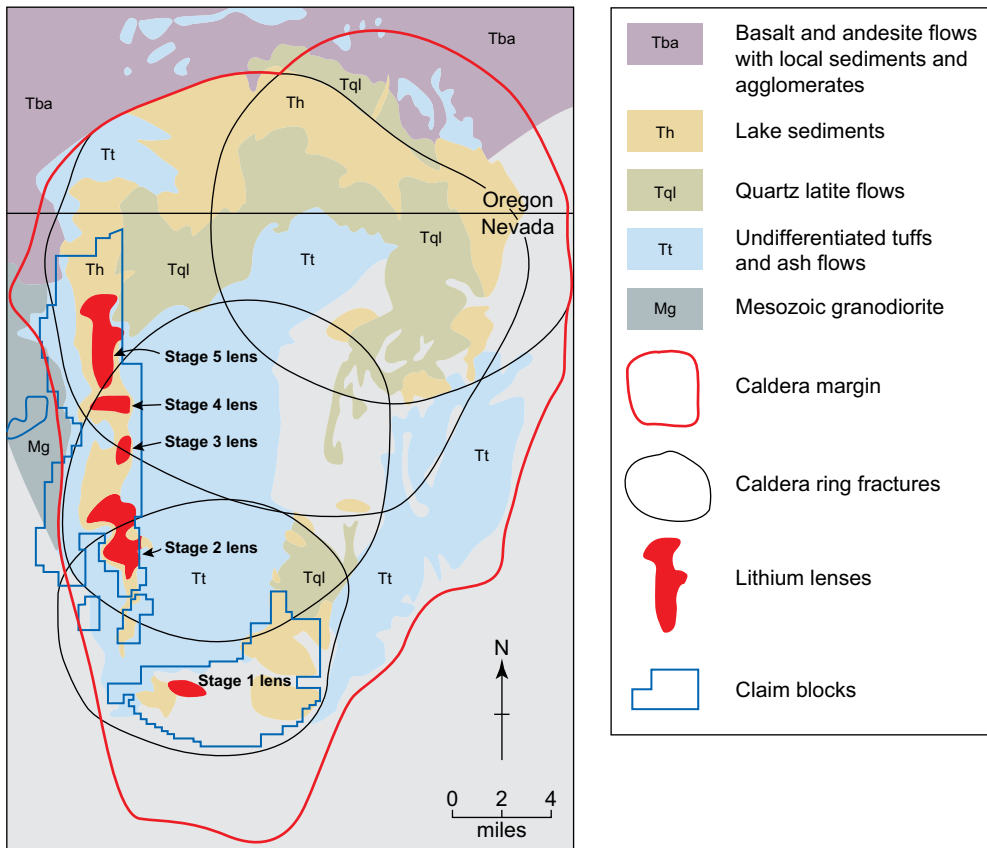 Tba
Tba
Tql
Th
Tt
Oregon
Nevada
Th
Tql
Tt
Tql
Stage 5 lens
Stage 4 lens
Stage 3 lens
Mg
Tt
Stage 2 lens
Tt
Tql
Tt
Stage 1 lens
N
0 2 4
miles
Tba
Basalt and andesite flows
with local sediments and
agglomerates
Th
Lake sediments
Tql
Quartz latite flows
Tt
Undifferentiated tuffs
and ash flows
Mg
Mesozoic granodiorite
Caldera margin
Caldera ring fractures
Lithium lenses
Claim blocks